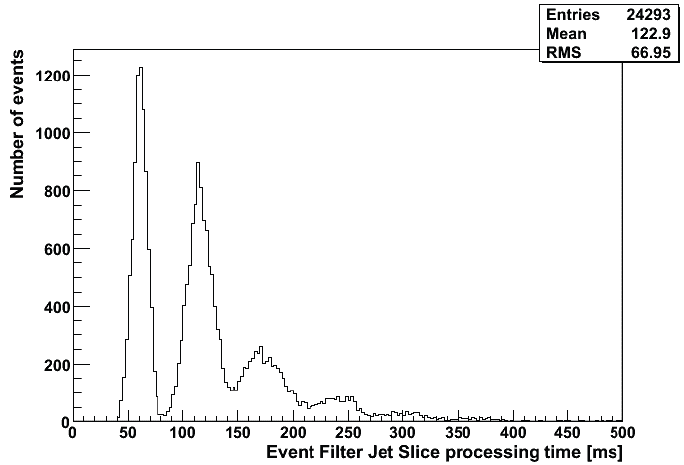 Entries 24293
Mean 122.9
RMS 66.95
Number of events
1200
1000
800
600
400
200
0
0 50 100 150 200 250 300 350 400 450 500
Event Filter Jet Slice processing time [ms]